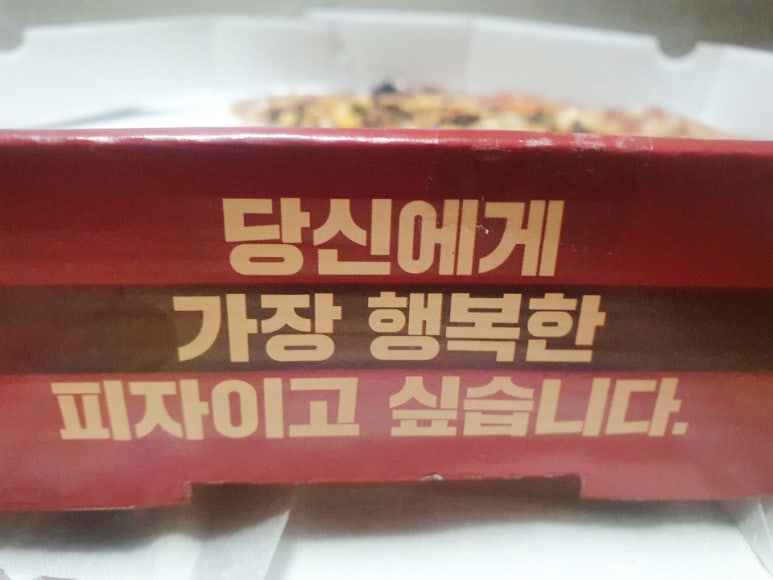 당신에게
가장 행복한
피자이고 싶습니다.